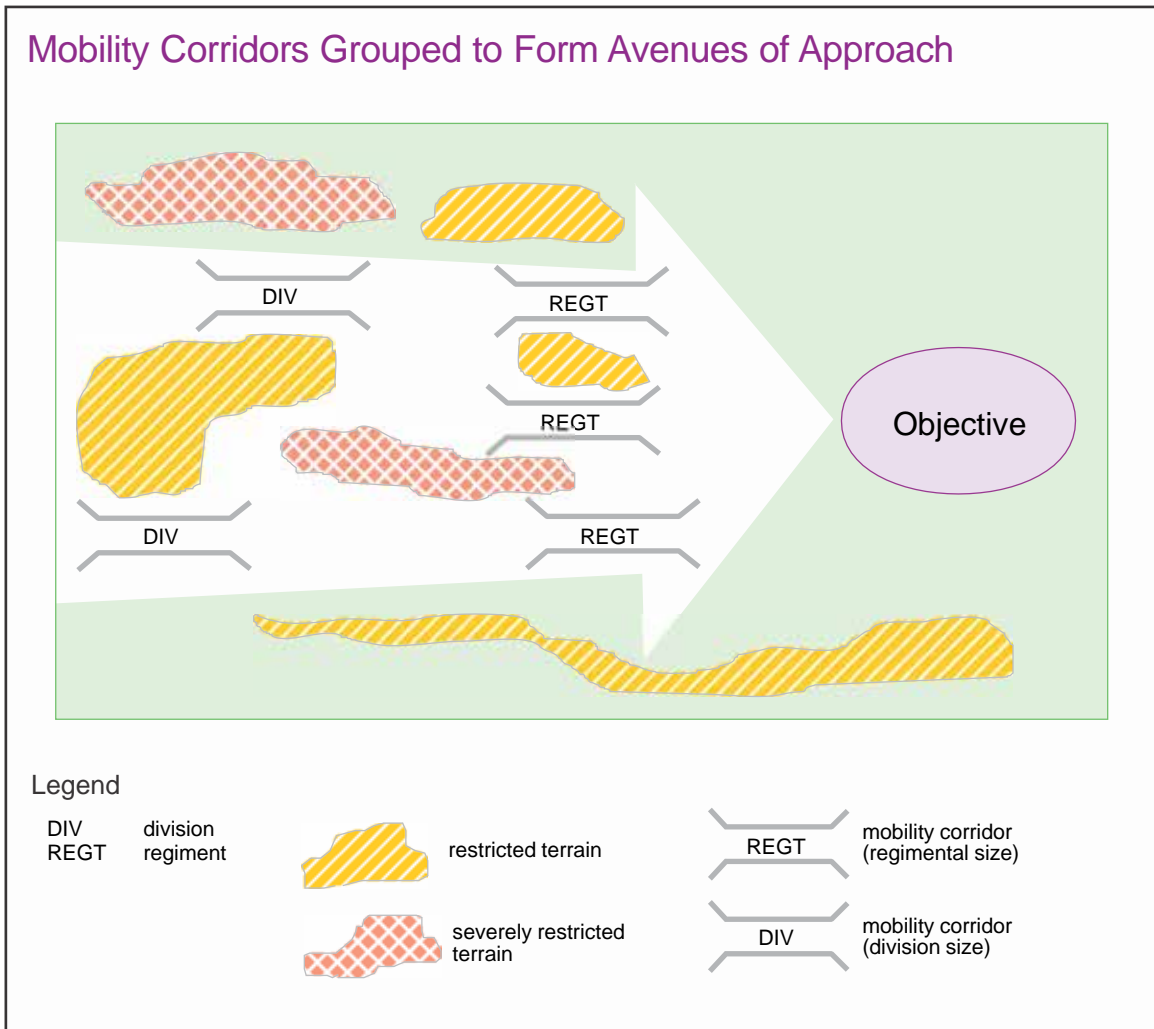 Mobility Corridors Grouped to Form Avenues of Approach
DIV
REGT
REGT
Objective
DIV
REGT
Legend
DIV division
REGT regiment
restricted terrain
severely restricted
terrain
REGT
mobility corridor
(regimental size)
DIV
mobility corridor
(division size)